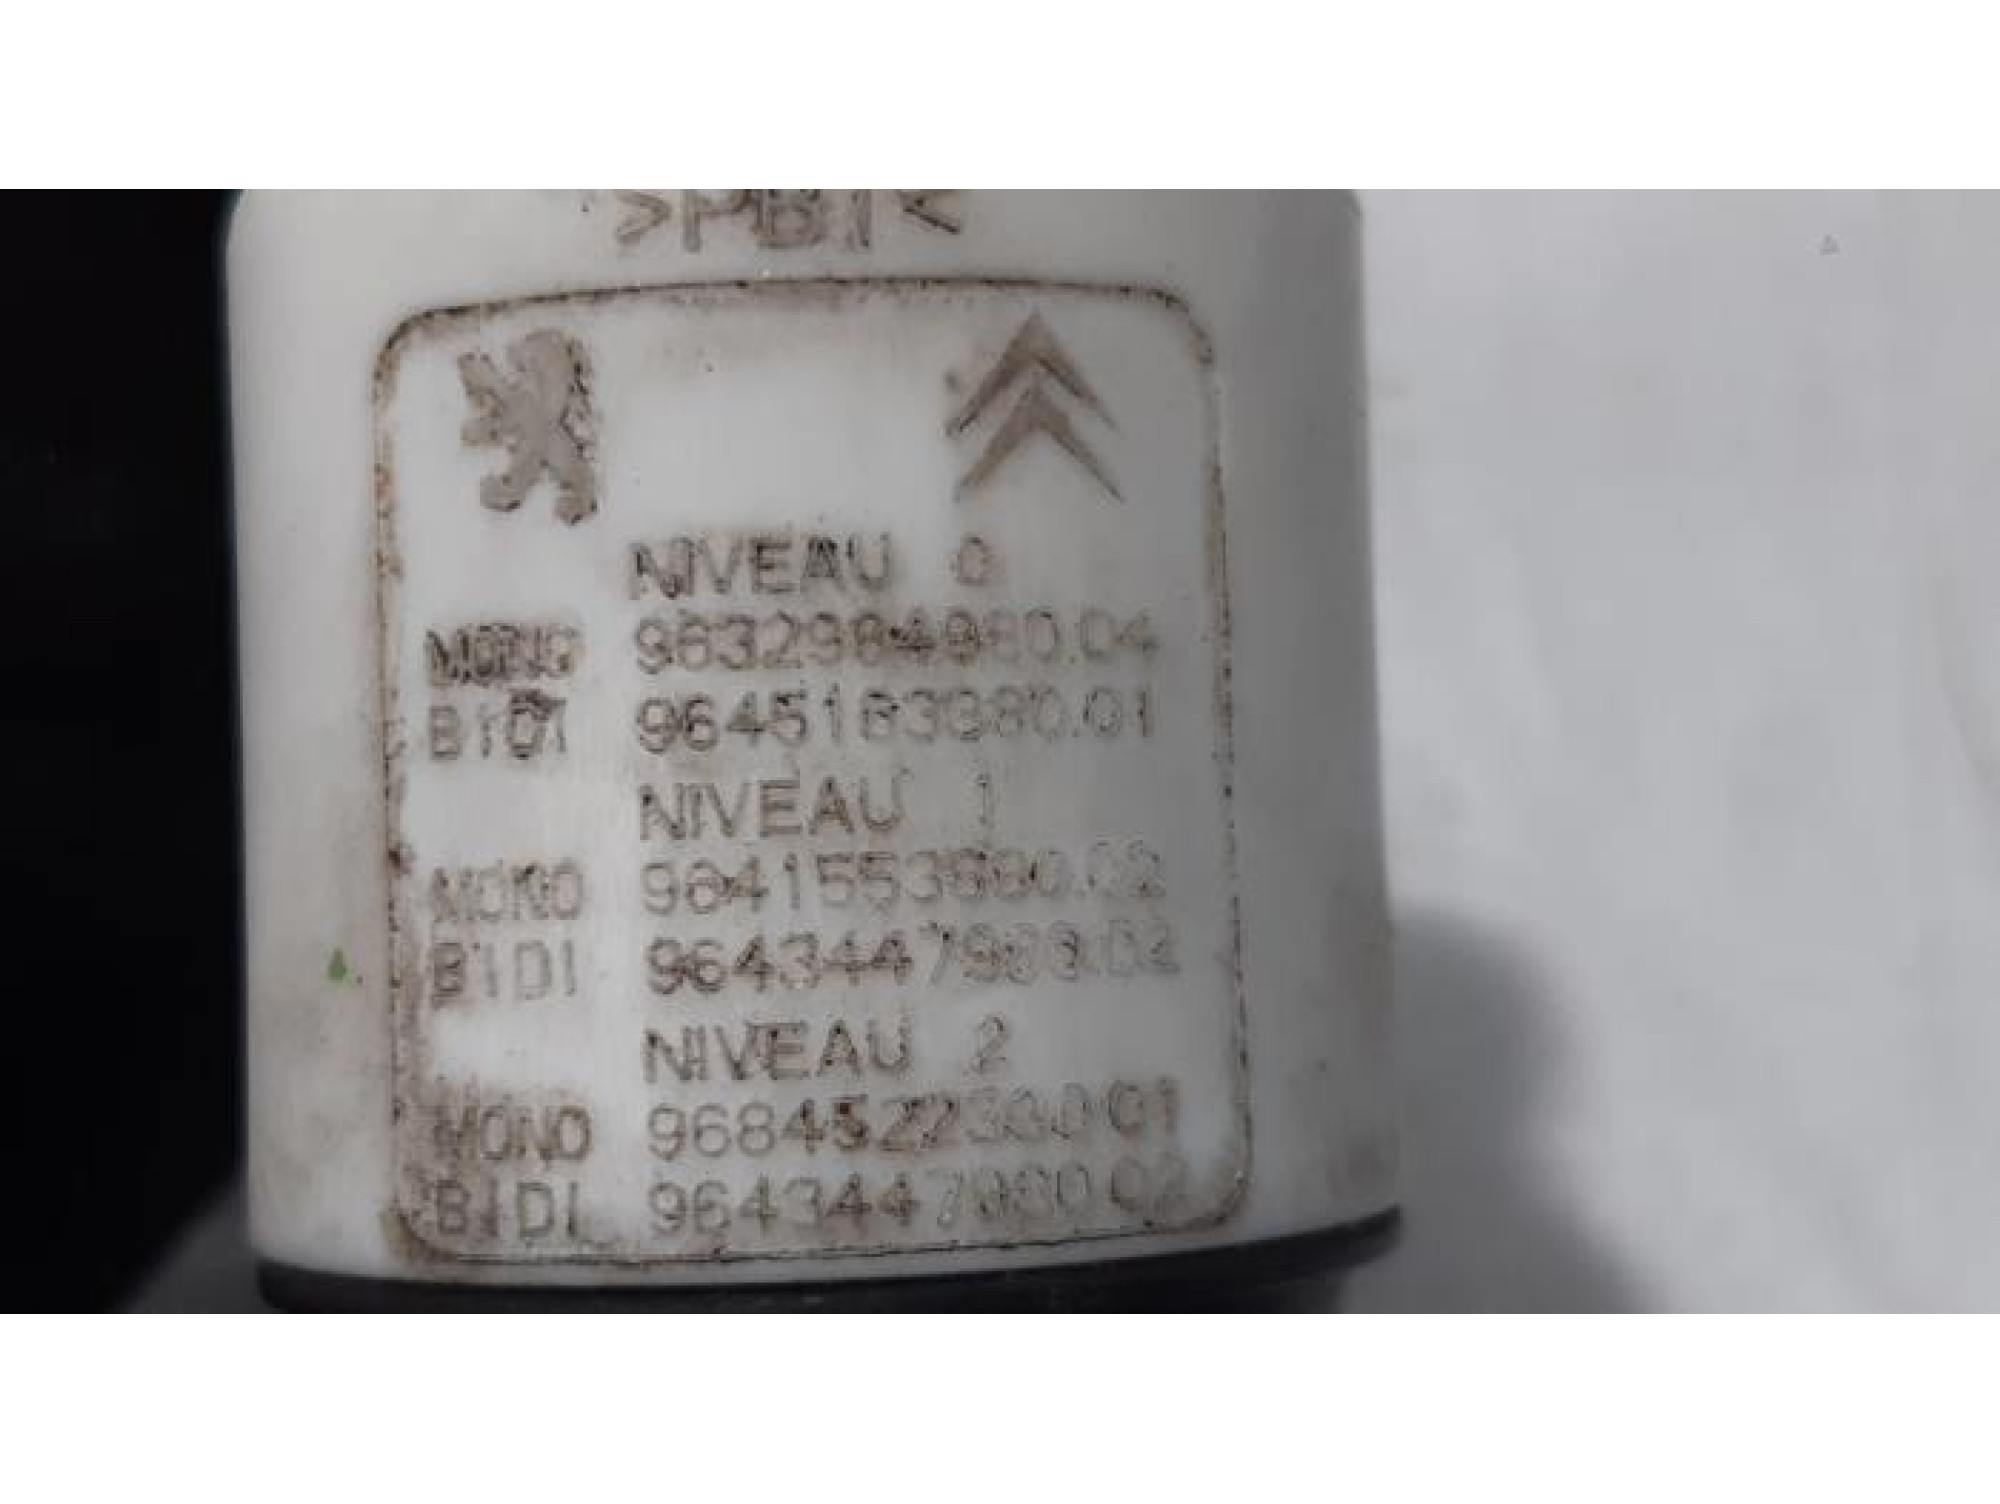 >PBT<
NIVEAU 0
MONO 9632984980.04
BIDI 9645163380.01
NIVEAU 1
MONO 9641553880.02
BIDI 9643447980.02
NIVEAU 2
MONO 9684522380 01
BIDI 9643447980 02